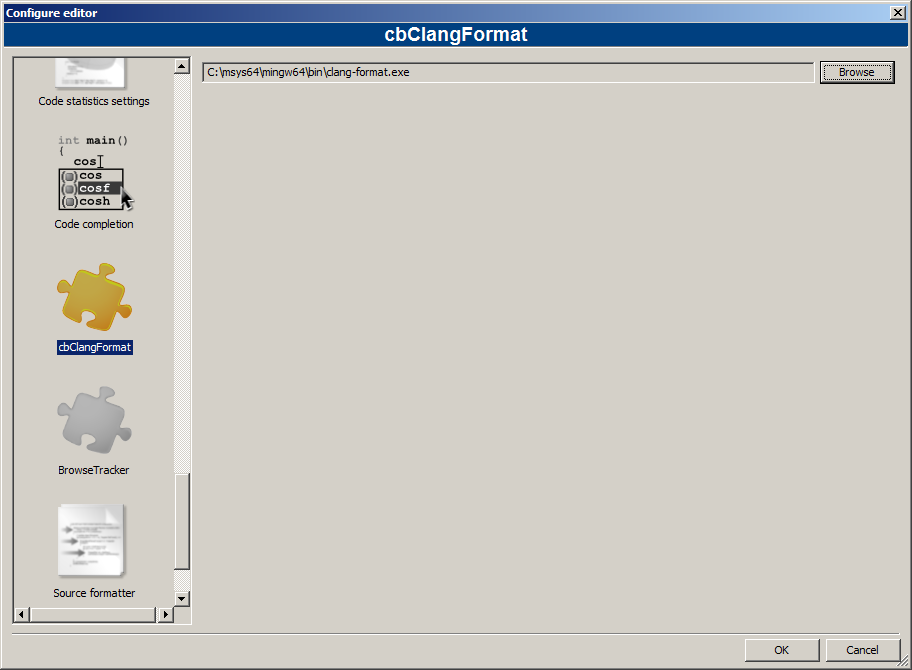 Configure editor
cbClangFormat
Code statistics settings
int main()
{
cos
cos
cosf
cosh
Code completion
cbClangFormat
BrowseTracker
Source formatter
C:\msys64\mingw64\bin\clang-format.exe
Browse
OK
Cancel